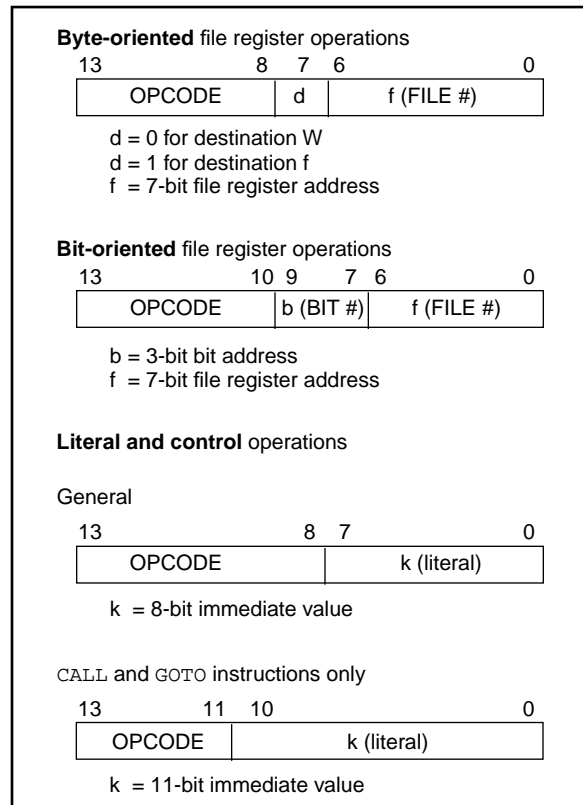 Byte-oriented file register operations
13 8 7 6 0
OPCODE d f (FILE #)
d = 0 for destination W
d = 1 for destination f
f = 7-bit file register address
Bit-oriented file register operations
13 10 9 7 6 0
OPCODE b (BIT #) f (FILE #)
b = 3-bit bit address
f = 7-bit file register address
Literal and control operations
General
13 8 7 0
OPCODE k (literal)
k = 8-bit immediate value
CALL and GOTO instructions only
13 11 10 0
OPCODE k (literal)
k = 11-bit immediate value